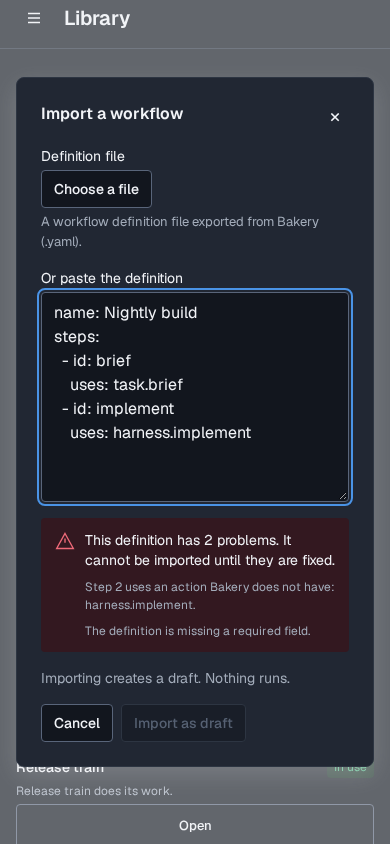 Library
Import a workflow
Definition file
Choose a file
A workflow definition file exported from Bakery
(.yaml).
Or paste the definition
name: Nightly build
steps:
  - id: brief
    uses: task.brief
  - id: implement
    uses: harness.implement
This definition has 2 problems. It
cannot be imported until they are fixed.
Step 2 uses an action Bakery does not have:
harness.implement.
The definition is missing a required field.
Importing creates a draft. Nothing runs.
Cancel
Import as draft
Release train
in use
Release train does its work.
Open